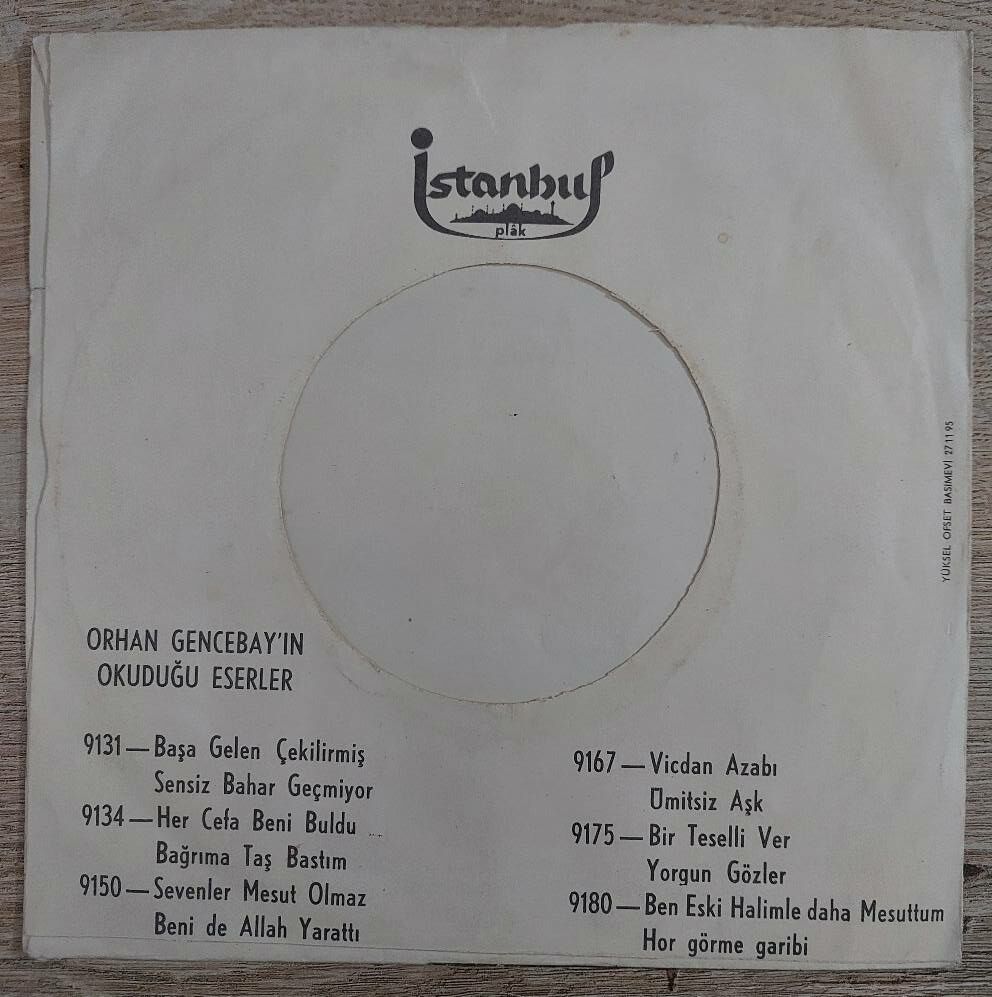 İstanbul
plâk
YÜKSEL OFSET BASIMEVİ 27 11 95
ORHAN GENCEBAY'IN
OKUDUĞU ESERLER
9131—Başa Gelen Çekilirmiş
Sensiz Bahar Geçmiyor
9134—Her Cefa Beni Buldu
Bağrıma Taş Bastım
9150—Sevenler Mesut Olmaz
Beni de Allah Yarattı
9167—Vicdan Azabı
Ümitsiz Aşk
9175—Bir Teselli Ver
Yorgun Gözler
9180—Ben Eski Halimle daha Mesuttum
Hor görme garibi